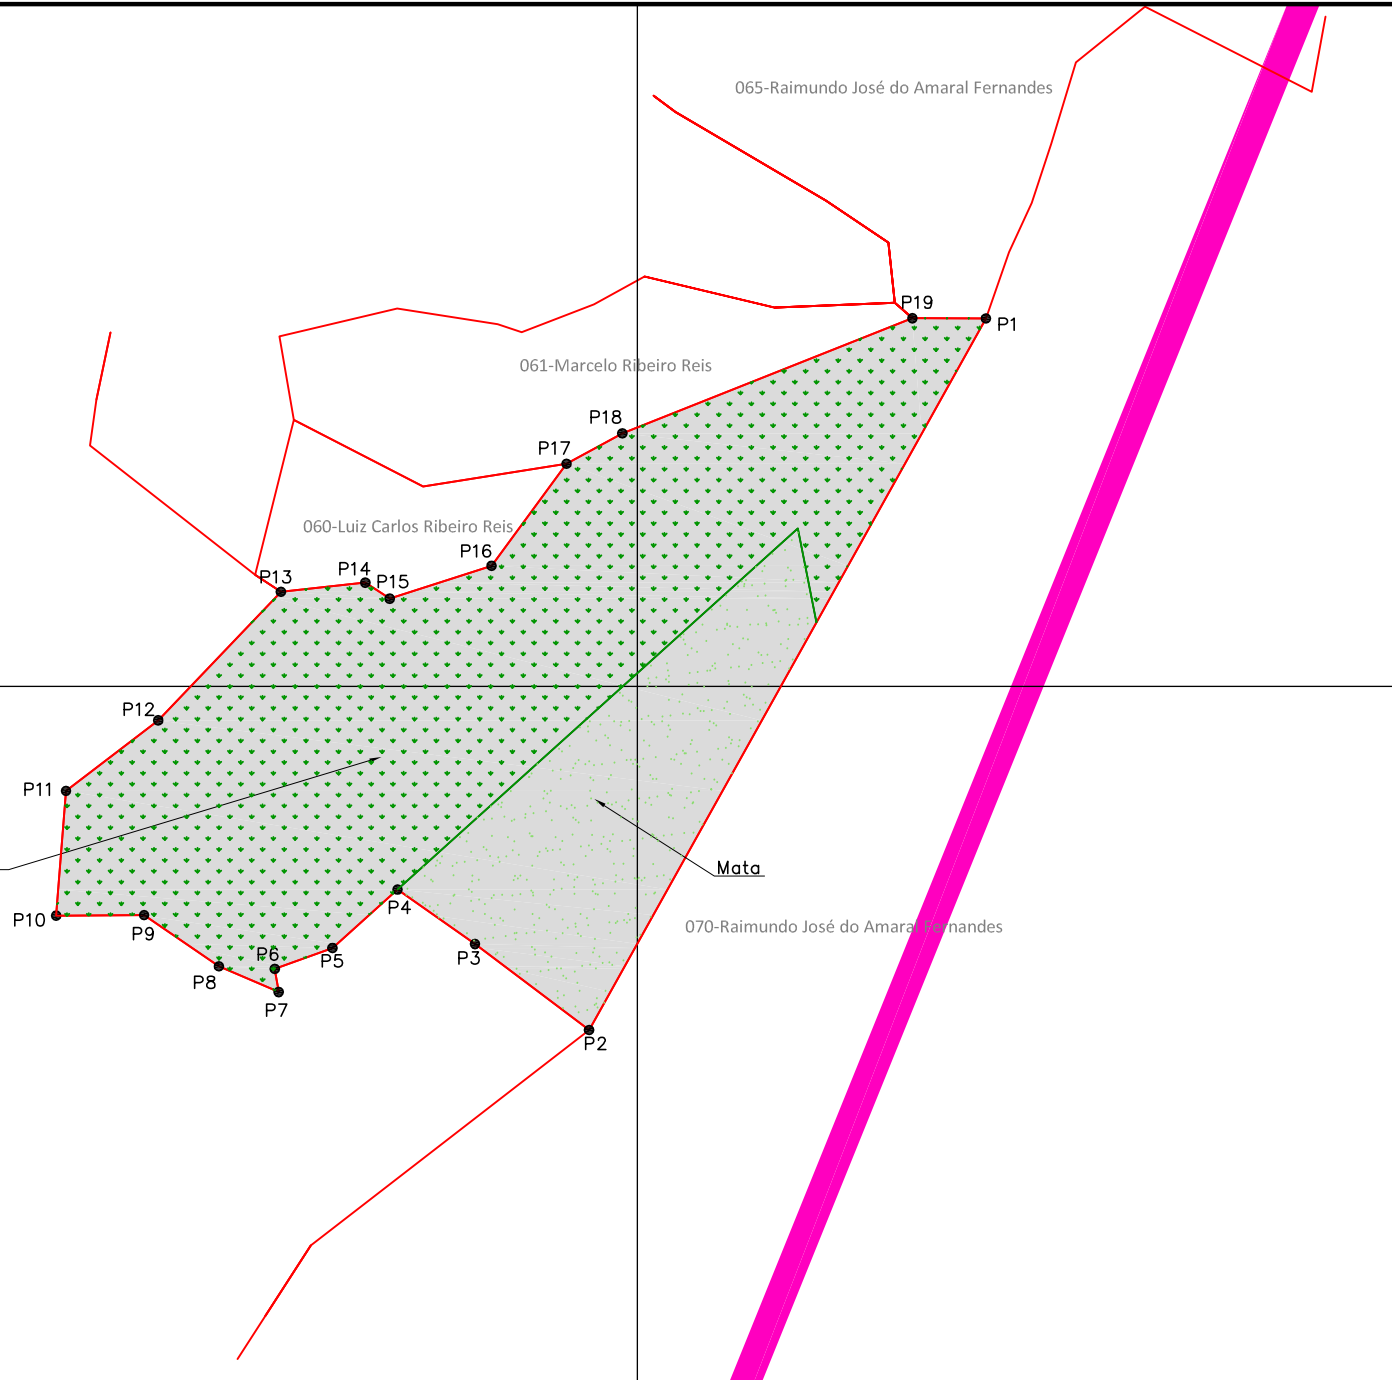 065-Raimundo José do Amaral Fernandes
P19
P1
061-Marcelo Ribeiro Reis
P18
P17
060-Luiz Carlos Ribeiro Reis
P16
P14
P13
P15
P12
P11
Mata
P4
P10
P9
070-Raimundo José do Amaral Fernandes
P6
P5
P3
P8
P7
P2